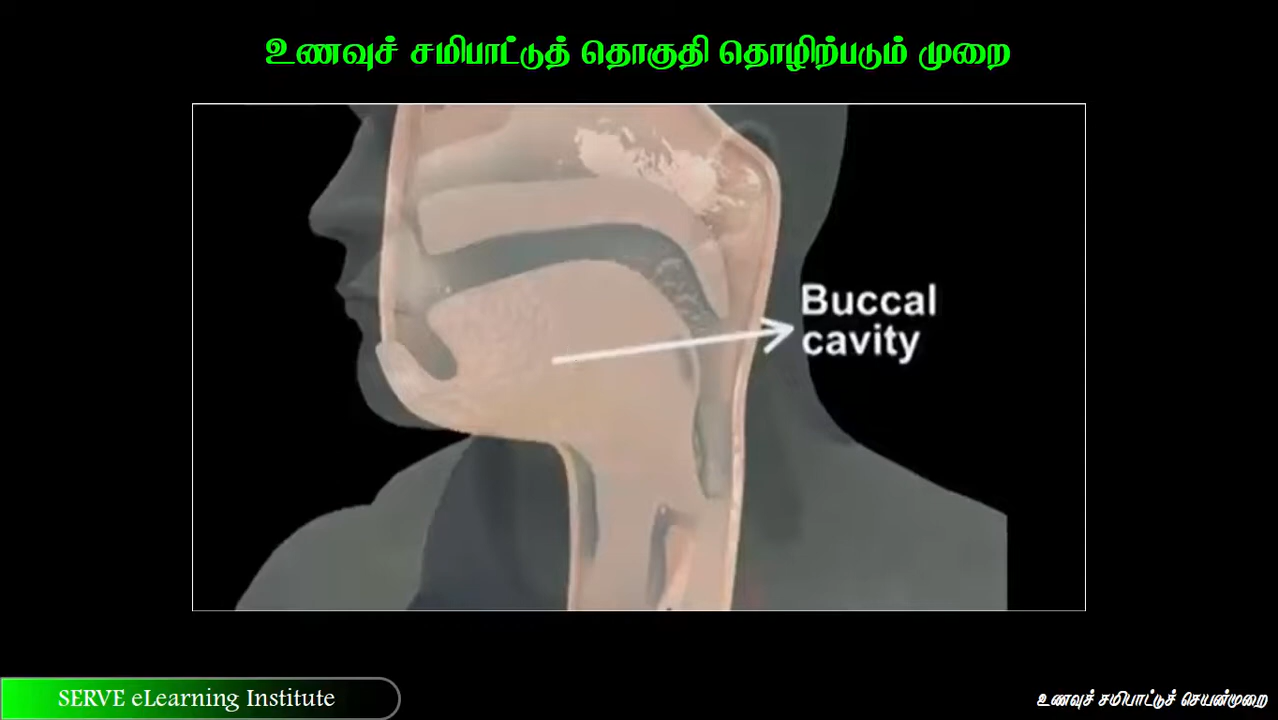 உணவுச் சமிபாட்டுத் தொகுதி தொழிற்படும் முறை
Buccal
cavity
SERVE eLearning Institute
உணவுச் சமிபாட்டுச் செயன்முறை